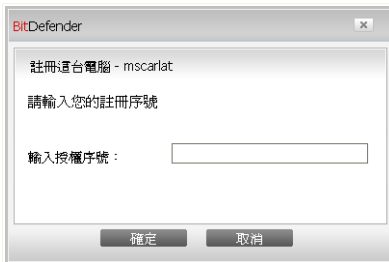 BitDefender
註冊這台電腦 - mscarlat
請輸入您的註冊序號
輸入授權序號：
確定
取消